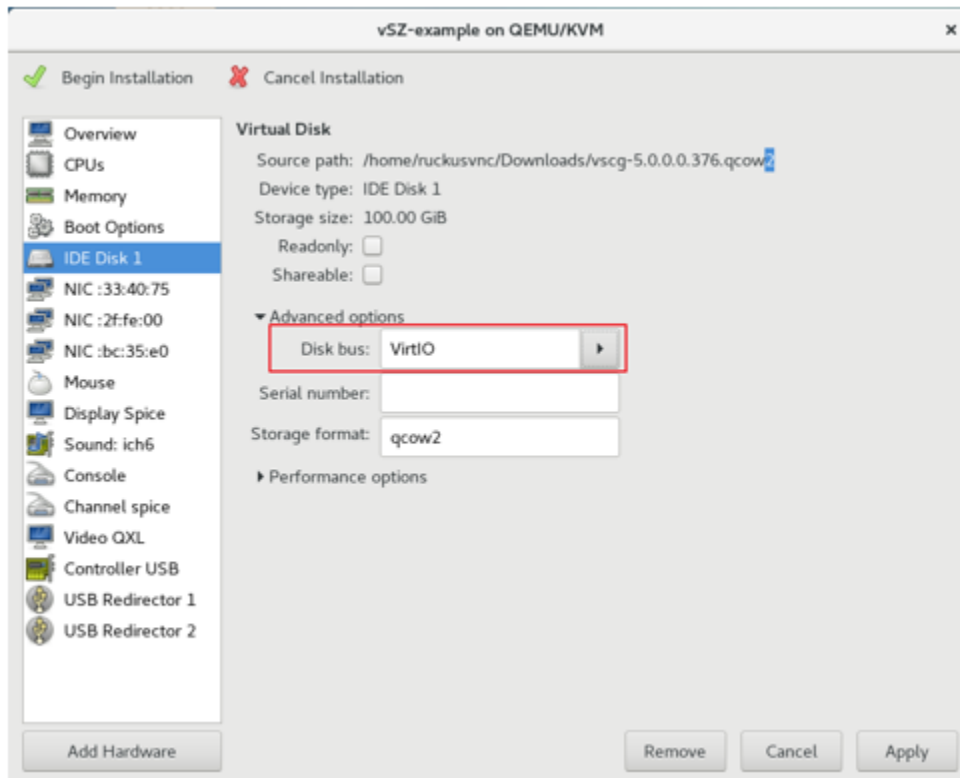 vSZ-example on QEMU/KVM
Begin Installation
Cancel Installation
Overview
CPUs
Memory
Boot Options
IDE Disk 1
NIC :33:40:75
NIC :2f:fe:00
NIC :bc:35:e0
Mouse
Display Spice
Sound: ich6
Console
Channel spice
Video QXL
Controller USB
USB Redirector 1
USB Redirector 2
Add Hardware
Virtual Disk
Source path: /home/ruckusvnc/Downloads/vscg-5.0.0.0.376.qcow2
Device type: IDE Disk 1
Storage size: 100.00 GiB
Readonly:
Shareable:
Advanced options
Disk bus: VirtIO
Serial number:
Storage format: qcow2
Performance options
Remove
Cancel
Apply